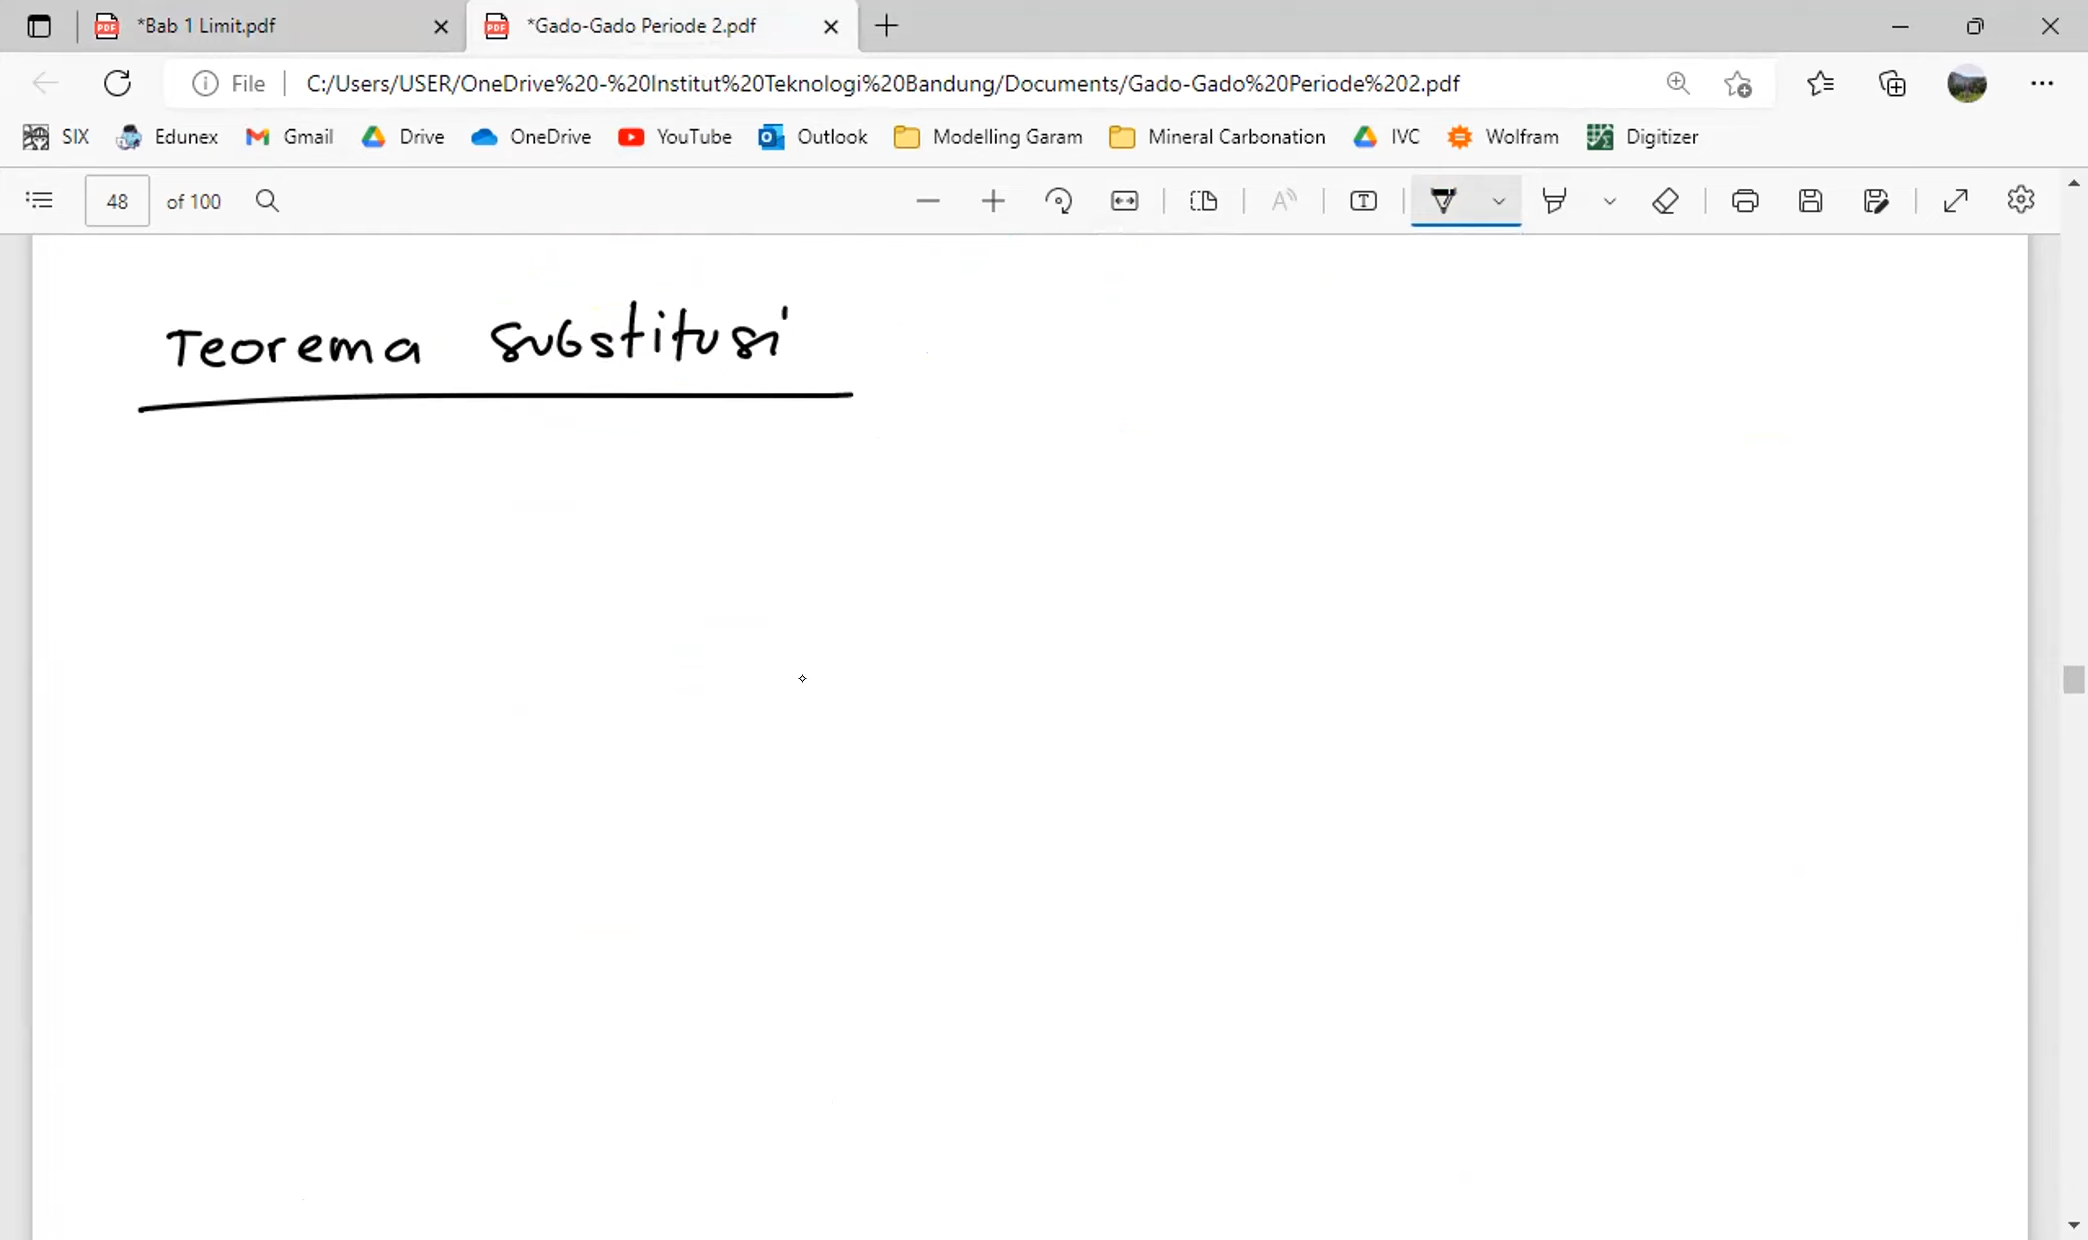 *Bab 1 Limit.pdf
*Gado-Gado Periode 2.pdf
File C:/Users/USER/OneDrive%20-%20Institut%20Teknologi%20Bandung/Documents/Gado-Gado%20Periode%202.pdf
SIX Edunex Gmail Drive OneDrive YouTube Outlook Modelling Garam Mineral Carbonation IVC Wolfram Digitizer
48 of 100
Teorema substitusi